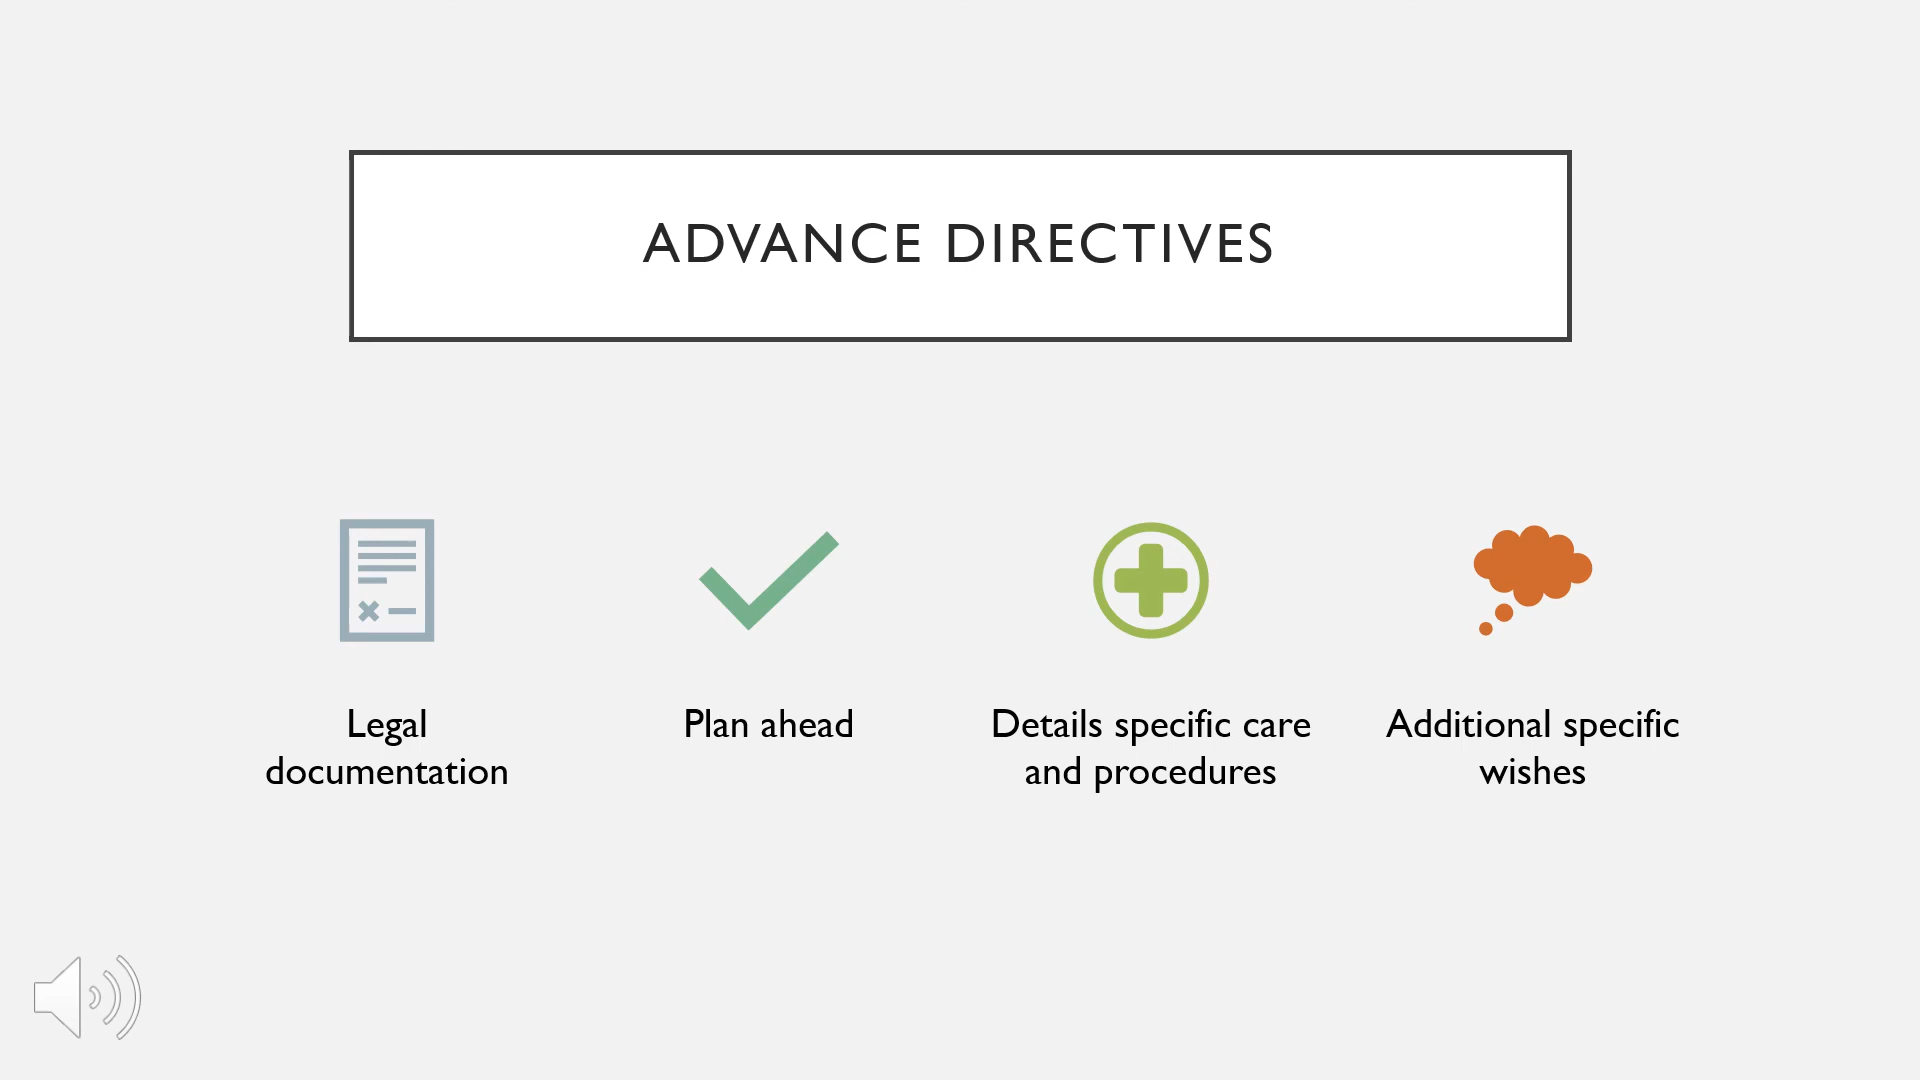 ADVANCE DIRECTIVES
Legal
documentation
Plan ahead
Details specific care
and procedures
Additional specific
wishes